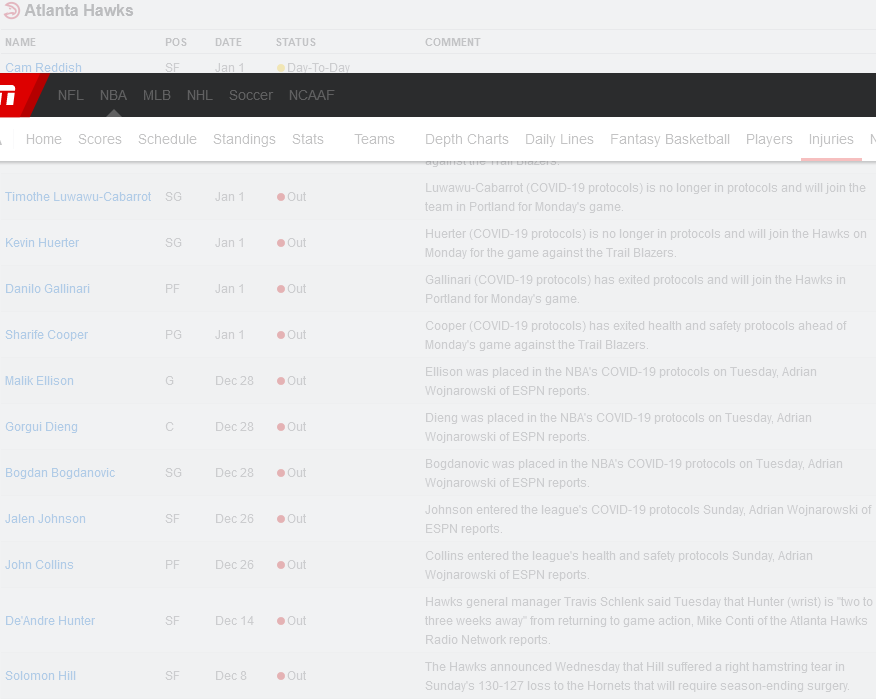 Atlanta Hawks
NAME POS DATE STATUS COMMENT
Cam Reddish SF Jan 1 Day-To-Day
NFL NBA MLB NHL Soccer NCAAF
Home Scores Schedule Standings Stats Teams Depth Charts Daily Lines Fantasy Basketball Players Injuries
against the Trail Blazers.
Timothe Luwawu-Cabarrot SG Jan 1 Out Luwawu-Cabarrot (COVID-19 protocols) is no longer in protocols and will join the
team in Portland for Monday's game.
Kevin Huerter SG Jan 1 Out Huerter (COVID-19 protocols) is no longer in protocols and will join the Hawks on
Monday for the game against the Trail Blazers.
Danilo Gallinari PF Jan 1 Out Gallinari (COVID-19 protocols) has exited protocols and will join the Hawks in
Portland for Monday's game.
Sharife Cooper PG Jan 1 Out Cooper (COVID-19 protocols) has exited health and safety protocols ahead of
Monday's game against the Trail Blazers.
Malik Ellison G Dec 28 Out Ellison was placed in the NBA's COVID-19 protocols on Tuesday, Adrian
Wojnarowski of ESPN reports.
Gorgui Dieng C Dec 28 Out Dieng was placed in the NBA's COVID-19 protocols on Tuesday, Adrian
Wojnarowski of ESPN reports.
Bogdan Bogdanovic SG Dec 28 Out Bogdanovic was placed in the NBA's COVID-19 protocols on Tuesday, Adrian
Wojnarowski of ESPN reports.
Jalen Johnson SF Dec 26 Out Johnson entered the league's COVID-19 protocols Sunday, Adrian Wojnarowski of
ESPN reports.
John Collins PF Dec 26 Out Collins entered the league's health and safety protocols Sunday, Adrian
Wojnarowski of ESPN reports.
De'Andre Hunter SF Dec 14 Out Hawks general manager Travis Schlenk said Tuesday that Hunter (wrist) is "two to
three weeks away" from returning to game action, Mike Conti of the Atlanta Hawks
Radio Network reports.
Solomon Hill SF Dec 8 Out The Hawks announced Wednesday that Hill suffered a right hamstring tear in
Sunday's 130-127 loss to the Hornets that will require season-ending surgery.